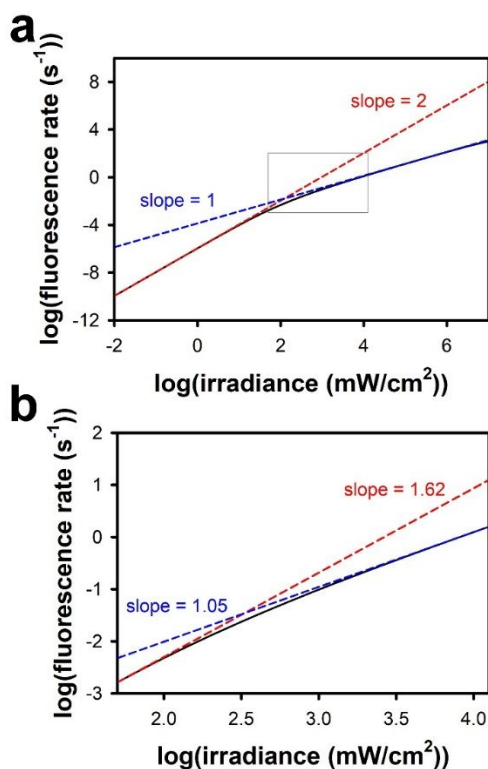 a
log(fluorescence rate (s⁻¹))
8
4
0
-4
-8
-12
slope = 2
slope = 1
-2 0 2 4 6
log(irradiance (mW/cm²))
b
log(fluorescence rate (s⁻¹))
2
1
0
-1
-2
-3
slope = 1.62
slope = 1.05
2.0 2.5 3.0 3.5 4.0
log(irradiance (mW/cm²))